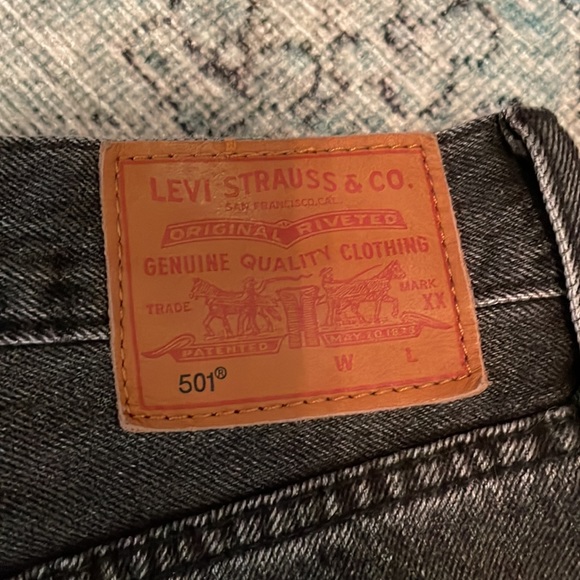 LEVI STRAUSS & CO.
SAN FRANCISCO, CAL.
ORIGINAL RIVETED
GENUINE QUALITY CLOTHING
TRADE MARK
XX
PATENTED MAY 20 1873
W L
501®